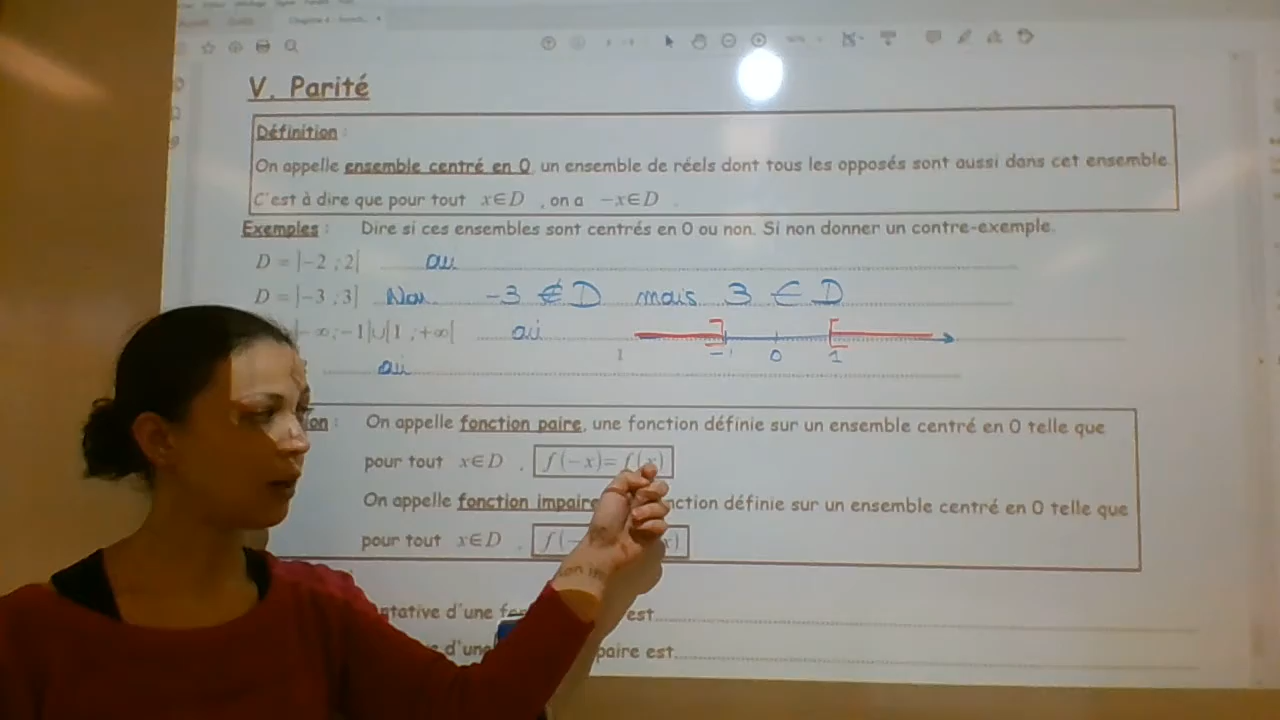 V. Parité
Définition :
On appelle ensemble centré en 0 un ensemble de réels dont tous les opposés sont aussi dans cet ensemble.
C'est à dire que pour tout x∈D , on a −x∈D .
Exemples : Dire si ces ensembles sont centrés en 0 ou non. Si non donner un contre-exemple.
D = [−2 ; 2] oui
D = [−3 ; 3[ Non −3 ∉ D mais 3 ∈ D
−∞ ; −1]∪[1 ; +∞[ oui
−1 0 1
oui
on : On appelle fonction paire, une fonction définie sur un ensemble centré en 0 telle que
pour tout x∈D , f(−x)=f(x)
On appelle fonction impaire nction définie sur un ensemble centré en 0 telle que
pour tout x∈D , f(− x)
ntative d'une est
d'une paire est